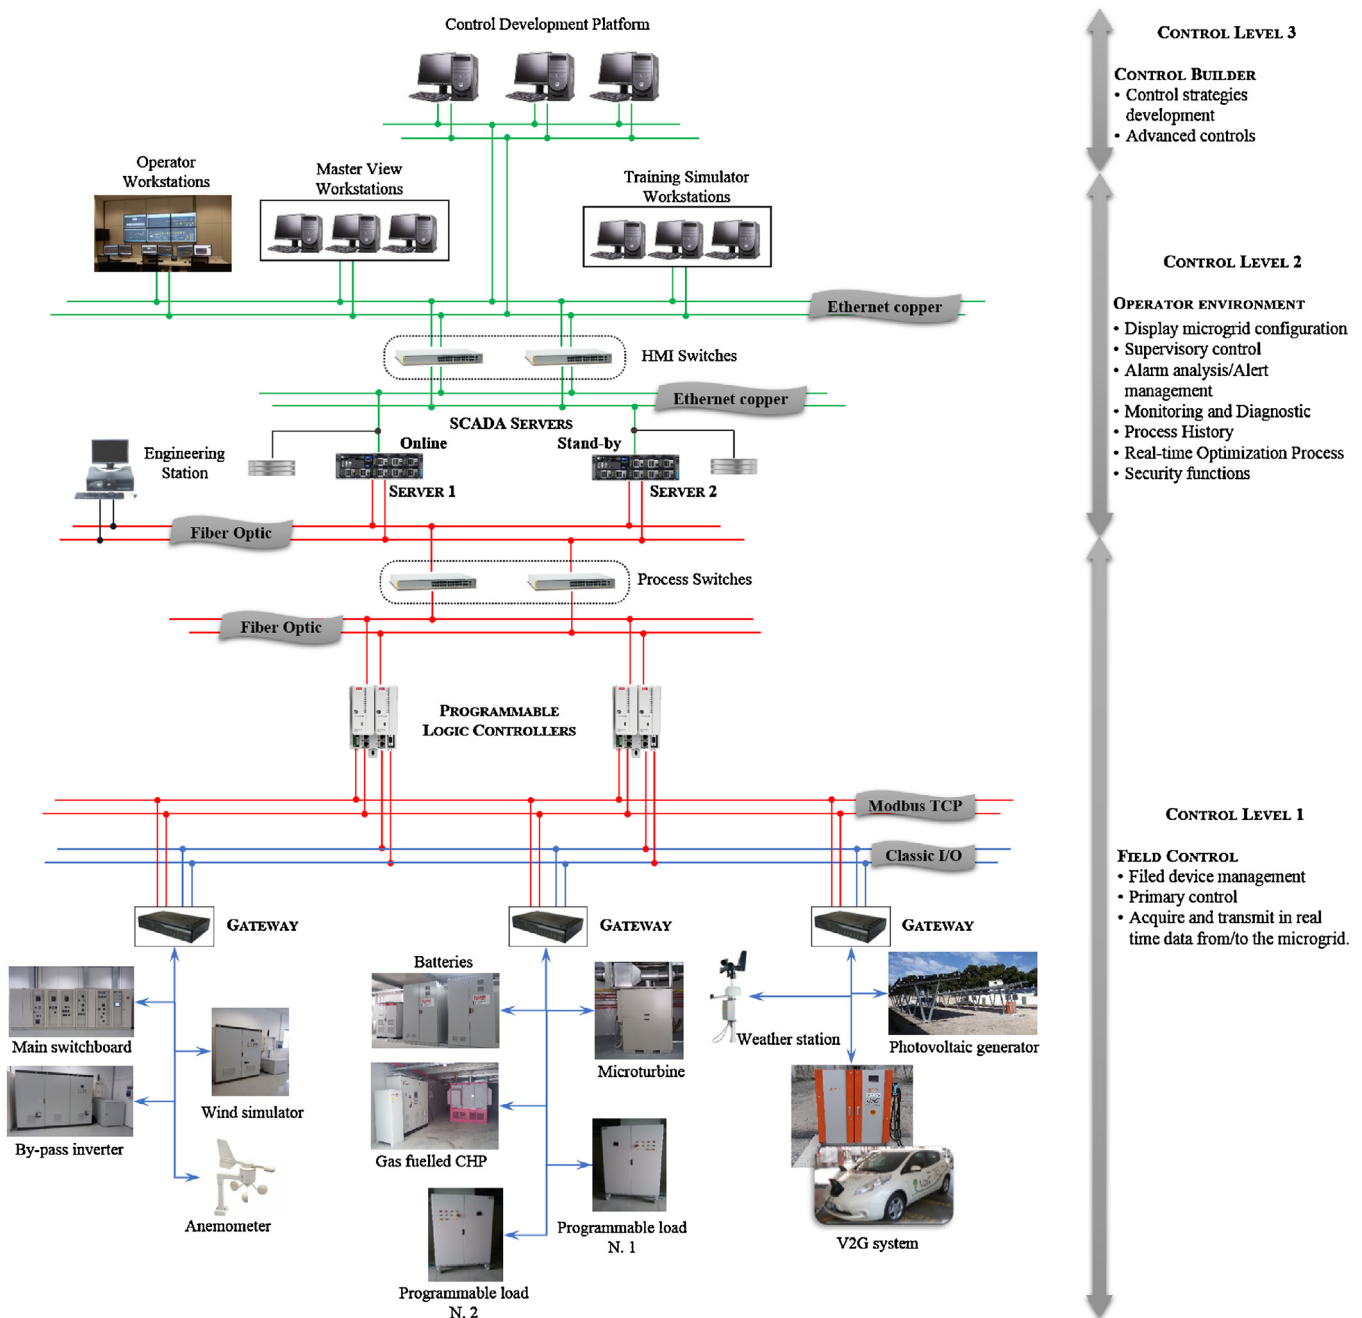 Control Development Platform
Operator
Workstations
Master View
Workstations
Training Simulator
Workstations
Ethernet copper
HMI Switches
Ethernet copper
SCADA SERVERS
Online
Stand-by
Engineering
Station
SERVER 1
SERVER 2
Fiber Optic
Process Switches
Fiber Optic
PROGRAMMABLE
LOGIC CONTROLLERS
Modbus TCP
Classic I/O
GATEWAY
GATEWAY
GATEWAY
Batteries
Main switchboard
Wind simulator
By-pass inverter
Anemometer
Microturbine
Gas fuelled CHP
Programmable load
N. 1
Programmable load
N. 2
Weather station
Photovoltaic generator
V2G system
CONTROL LEVEL 3
CONTROL BUILDER
• Control strategies
development
• Advanced controls
CONTROL LEVEL 2
OPERATOR ENVIRONMENT
• Display microgrid configuration
• Supervisory control
• Alarm analysis/Alert
management
• Monitoring and Diagnostic
• Process History
• Real-time Optimization Process
• Security functions
CONTROL LEVEL 1
FIELD CONTROL
• Filed device management
• Primary control
• Acquire and transmit in real
time data from/to the microgrid.